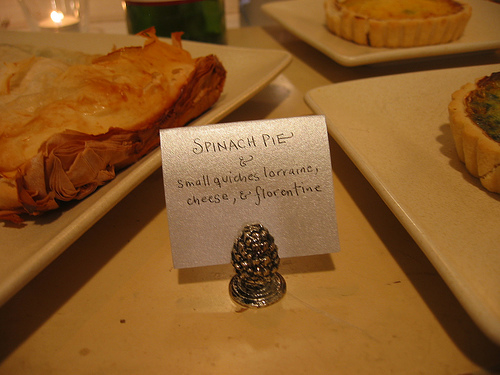 SPINACH PIE
&
small quiches lorraine,
cheese, & florentine